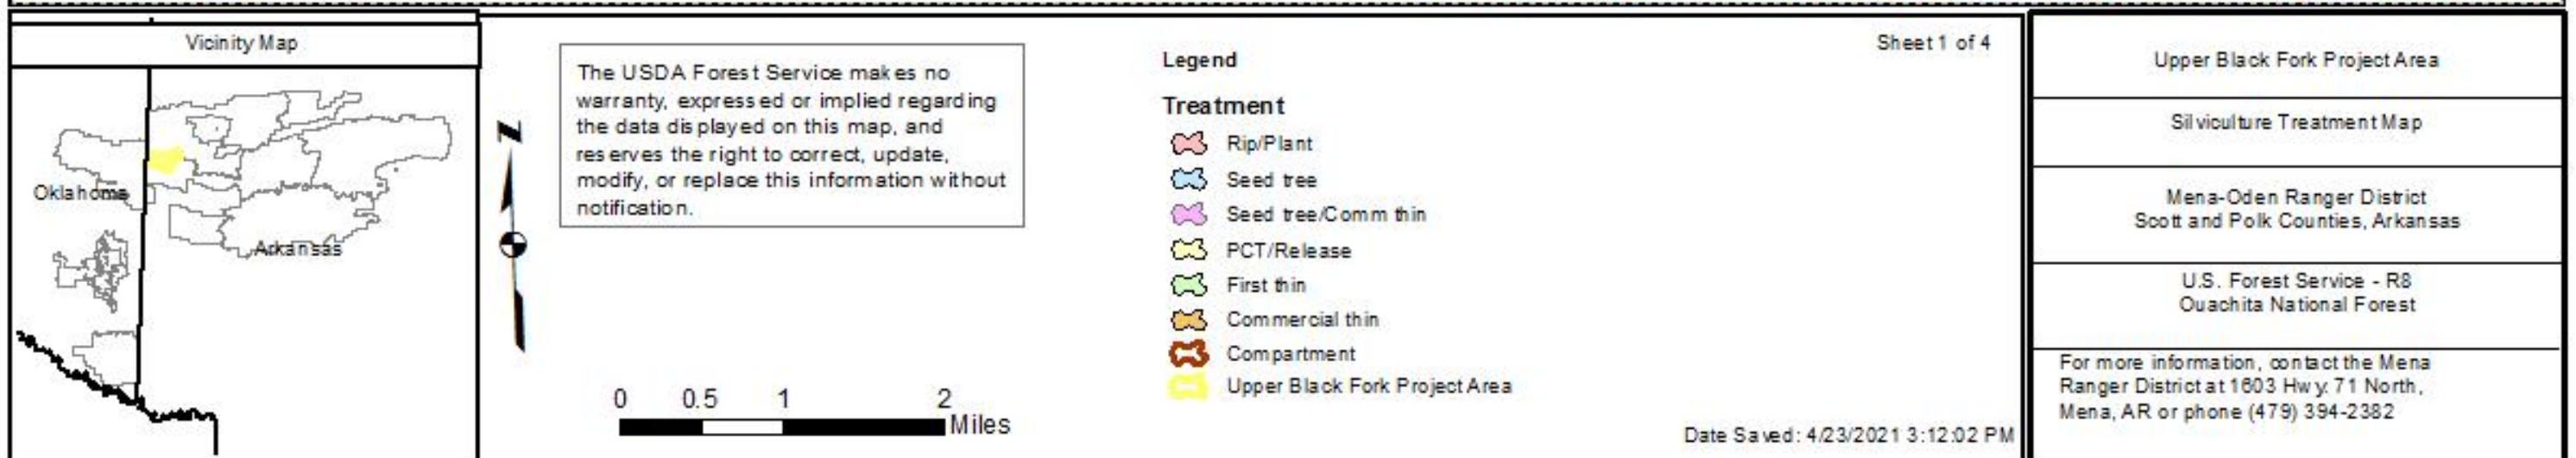 Vicinity Map
Oklahoma
Arkansas
N
The USDA Forest Service makes no
warranty, expressed or implied regarding
the data displayed on this map, and
reserves the right to correct, update,
modify, or replace this information without
notification.
0 0.5 1 2
Miles
Legend
Treatment
Rip/Plant
Seed tree
Seed tree/Comm thin
PCT/Release
First thin
Commercial thin
Compartment
Upper Black Fork Project Area
Sheet 1 of 4
Date Saved: 4/23/2021 3:12:02 PM
Upper Black Fork Project Area
Silviculture Treatment Map
Mena-Oden Ranger District
Scott and Polk Counties, Arkansas
U.S. Forest Service - R8
Ouachita National Forest
For more information, contact the Mena
Ranger District at 1603 Hwy. 71 North,
Mena, AR or phone (479) 394-2382